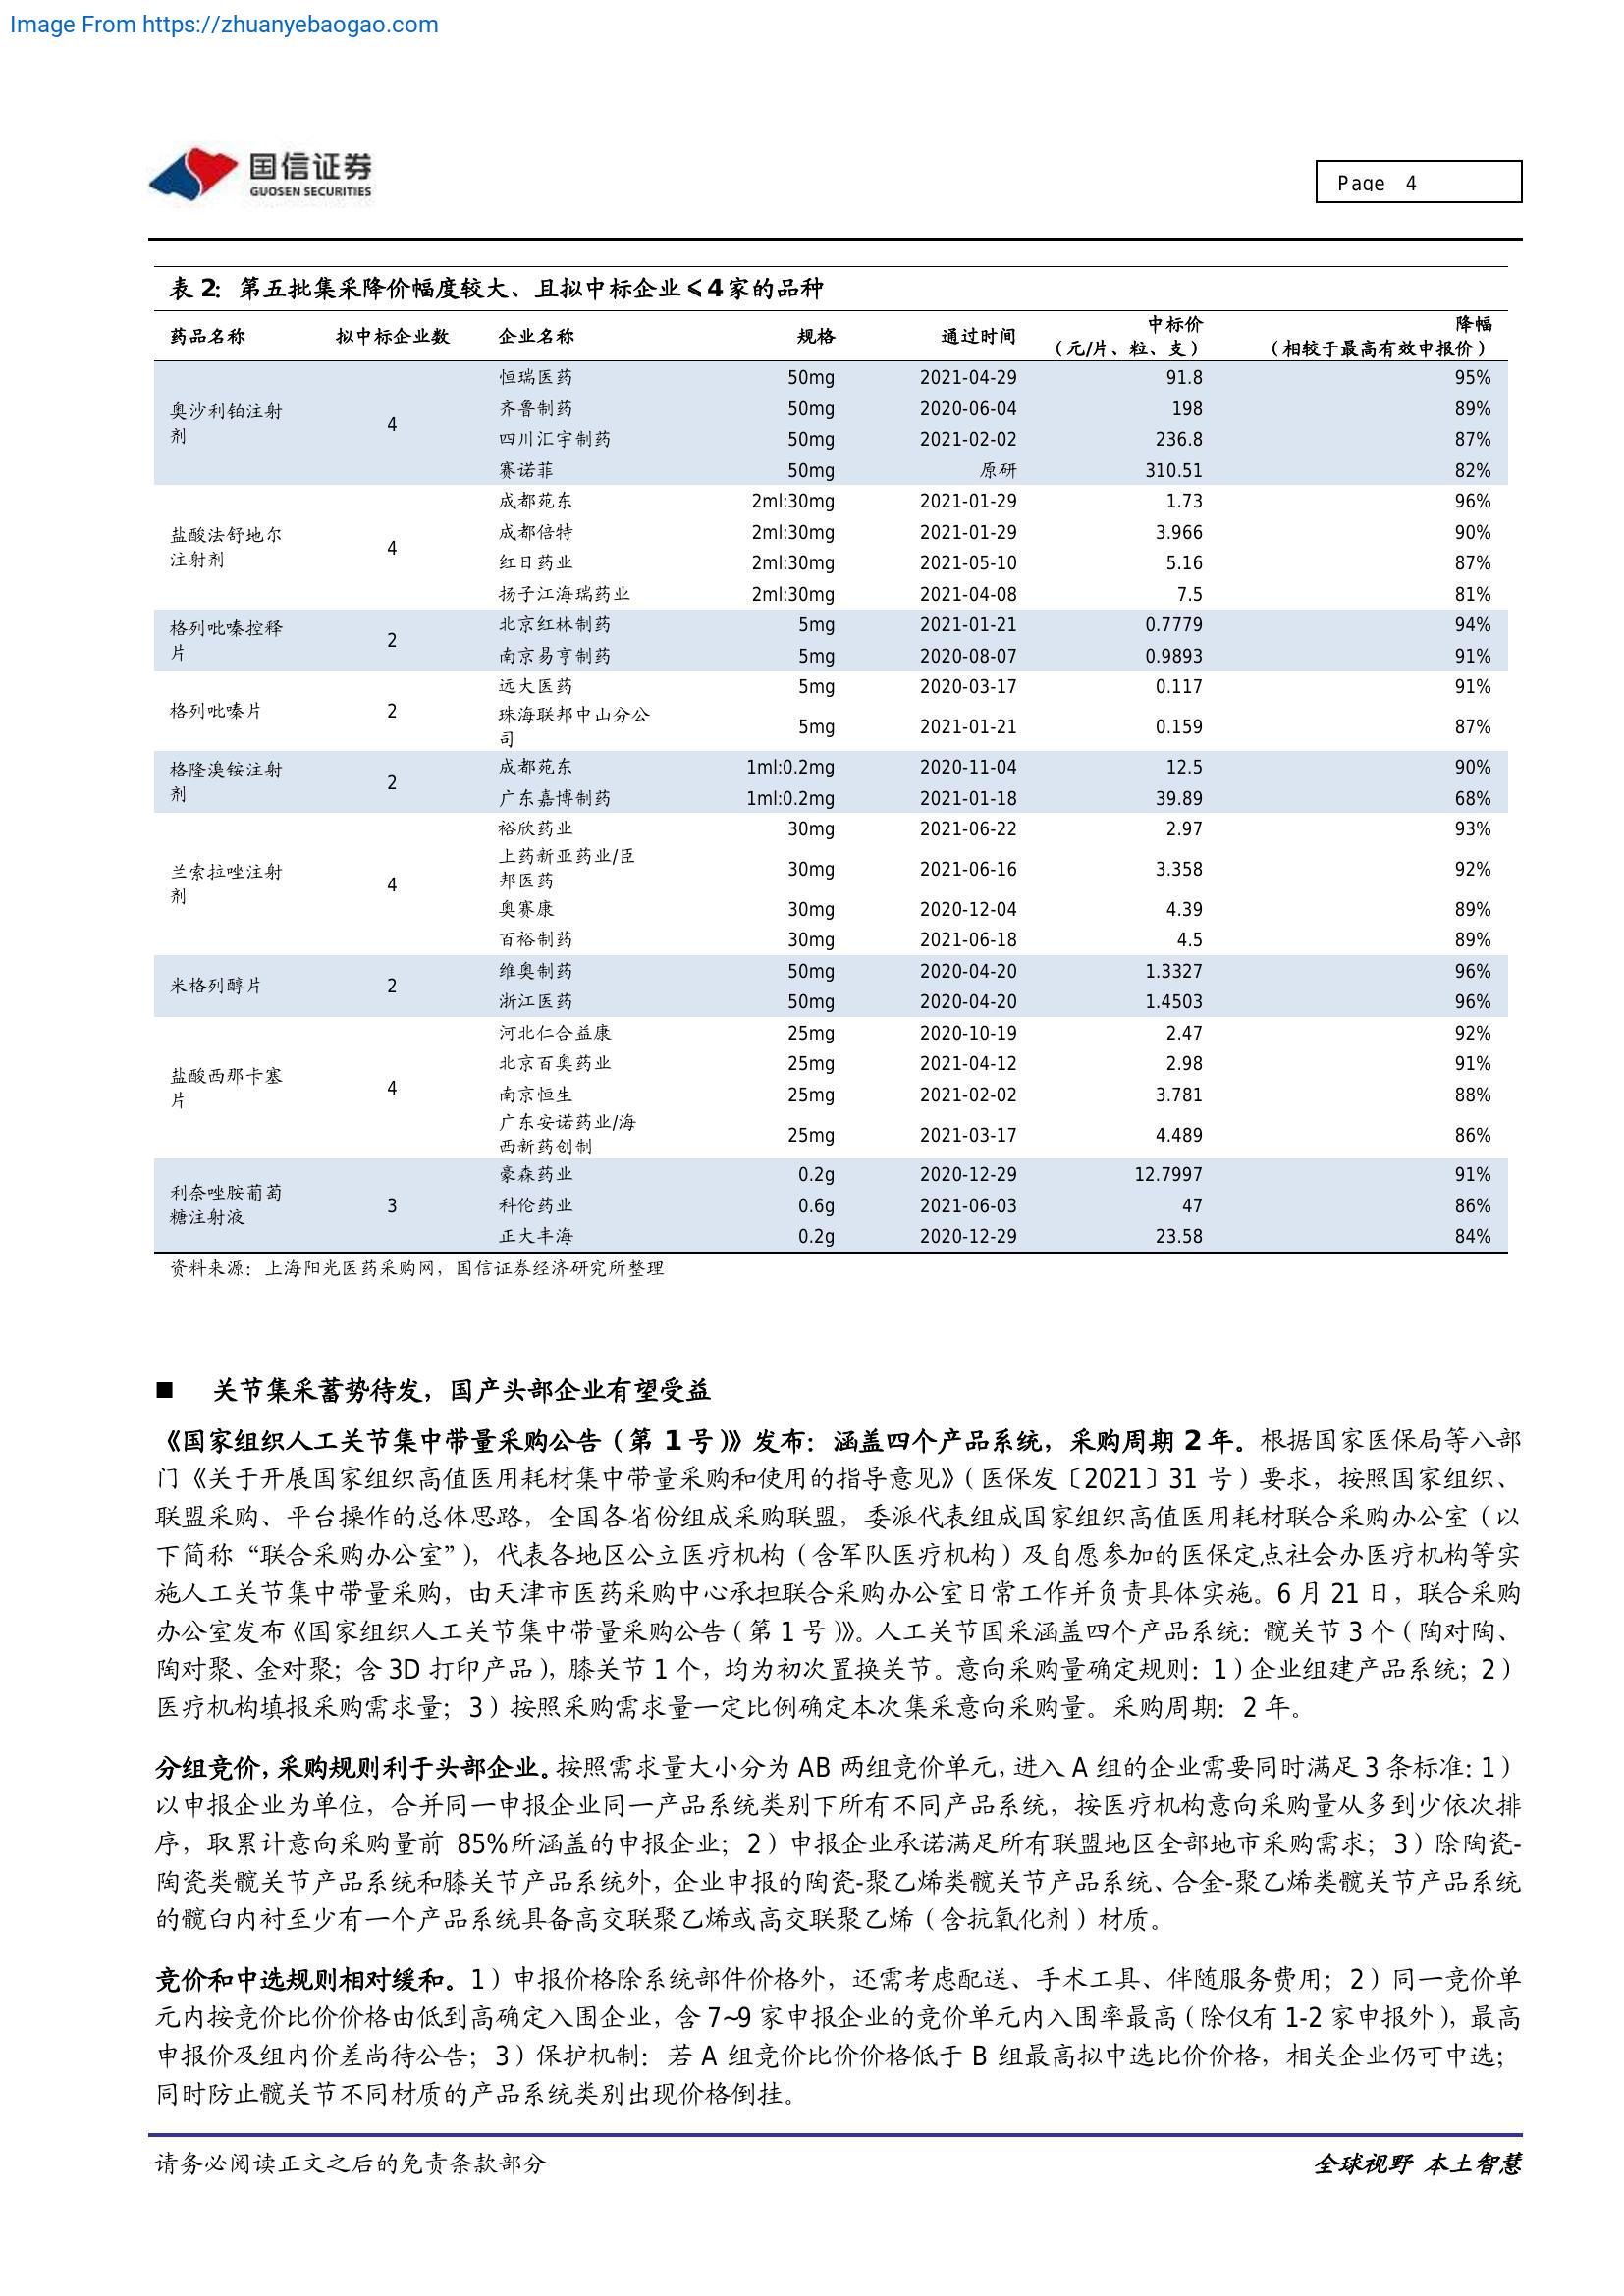 Image From https://zhuanyebaogao.com
国信证券
GUOSEN SECURITIES
Page 4
表 2: 第五批集采降价幅度较大、且拟中标企业≤4家的品种
药品名称 拟中标企业数 企业名称 规格 通过时间 中标价（元/片、粒、支） 降幅（相较于最高有效申报价）
奥沙利铂注射剂 4 恒瑞医药 50mg 2021-04-29 91.8 95%
齐鲁制药 50mg 2020-06-04 198 89%
四川汇宇制药 50mg 2021-02-02 236.8 87%
赛诺菲 50mg 原研 310.51 82%
盐酸法舒地尔注射剂 4 成都苑东 2ml:30mg 2021-01-29 1.73 96%
成都倍特 2ml:30mg 2021-01-29 3.966 90%
红日药业 2ml:30mg 2021-05-10 5.16 87%
扬子江海瑞药业 2ml:30mg 2021-04-08 7.5 81%
格列吡嗪控释片 2 北京红林制药 5mg 2021-01-21 0.7779 94%
南京易亨制药 5mg 2020-08-07 0.9893 91%
格列吡嗪片 2 远大医药 5mg 2020-03-17 0.117 91%
珠海联邦中山分公司 5mg 2021-01-21 0.159 87%
格隆溴铵注射剂 2 成都苑东 1ml:0.2mg 2020-11-04 12.5 90%
广东嘉博制药 1ml:0.2mg 2021-01-18 39.89 68%
兰索拉唑注射剂 4 裕欣药业 30mg 2021-06-22 2.97 93%
上药新亚药业/臣邦医药 30mg 2021-06-16 3.358 92%
奥赛康 30mg 2020-12-04 4.39 89%
百裕制药 30mg 2021-06-18 4.5 89%
米格列醇片 2 维奥制药 50mg 2020-04-20 1.3327 96%
浙江医药 50mg 2020-04-20 1.4503 96%
盐酸西那卡塞片 4 河北仁合益康 25mg 2020-10-19 2.47 92%
北京百奥药业 25mg 2021-04-12 2.98 91%
南京恒生 25mg 2021-02-02 3.781 88%
广东安诺药业/海西新药创制 25mg 2021-03-17 4.489 86%
利奈唑胺葡萄糖注射液 3 豪森药业 0.2g 2020-12-29 12.7997 91%
科伦药业 0.6g 2021-06-03 47 86%
正大丰海 0.2g 2020-12-29 23.58 84%
资料来源：上海阳光医药采购网，国信证券经济研究所整理
■ 关节集采蓄势待发，国产头部企业有望受益
《国家组织人工关节集中带量采购公告（第 1 号）》发布：涵盖四个产品系统，采购周期 2 年。根据国家医保局等八部
门《关于开展国家组织高值医用耗材集中带量采购和使用的指导意见》（医保发〔2021〕31 号）要求，按照国家组织、
联盟采购、平台操作的总体思路，全国各省份组成采购联盟，委派代表组成国家组织高值医用耗材联合采购办公室（以
下简称“联合采购办公室”），代表各地区公立医疗机构（含军队医疗机构）及自愿参加的医保定点社会办医疗机构等实
施人工关节集中带量采购，由天津市医药采购中心承担联合采购办公室日常工作并负责具体实施。6 月 21 日，联合采购
办公室发布《国家组织人工关节集中带量采购公告（第 1 号）》。人工关节国采涵盖四个产品系统：髋关节 3 个（陶对陶、
陶对聚、金对聚；含 3D 打印产品），膝关节 1 个，均为初次置换关节。意向采购量确定规则：1）企业组建产品系统；2）
医疗机构填报采购需求量；3）按照采购需求量一定比例确定本次集采意向采购量。采购周期：2 年。
分组竞价，采购规则利于头部企业。按照需求量大小分为 AB 两组竞价单元，进入 A 组的企业需要同时满足 3 条标准：1）
以申报企业为单位，合并同一申报企业同一产品系统类别下所有不同产品系统，按医疗机构意向采购量从多到少依次排
序，取累计意向采购量前 85%所涵盖的申报企业；2）申报企业承诺满足所有联盟地区全部地市采购需求；3）除陶瓷-
陶瓷类髋关节产品系统和膝关节产品系统外，企业申报的陶瓷-聚乙烯类髋关节产品系统、合金-聚乙烯类髋关节产品系统
的髋臼内衬至少有一个产品系统具备高交联聚乙烯或高交联聚乙烯（含抗氧化剂）材质。
竞价和中选规则相对缓和。1）申报价格除系统部件价格外，还需考虑配送、手术工具、伴随服务费用；2）同一竞价单
元内按竞价比价价格由低到高确定入围企业，含 7~9 家申报企业的竞价单元内入围率最高（除仅有 1-2 家申报外），最高
申报价及组内价差尚待公告；3）保护机制：若 A 组竞价比价价格低于 B 组最高拟中选比价价格，相关企业仍可中选；
同时防止髋关节不同材质的产品系统类别出现价格倒挂。
请务必阅读正文之后的免责条款部分
全球视野 本土智慧